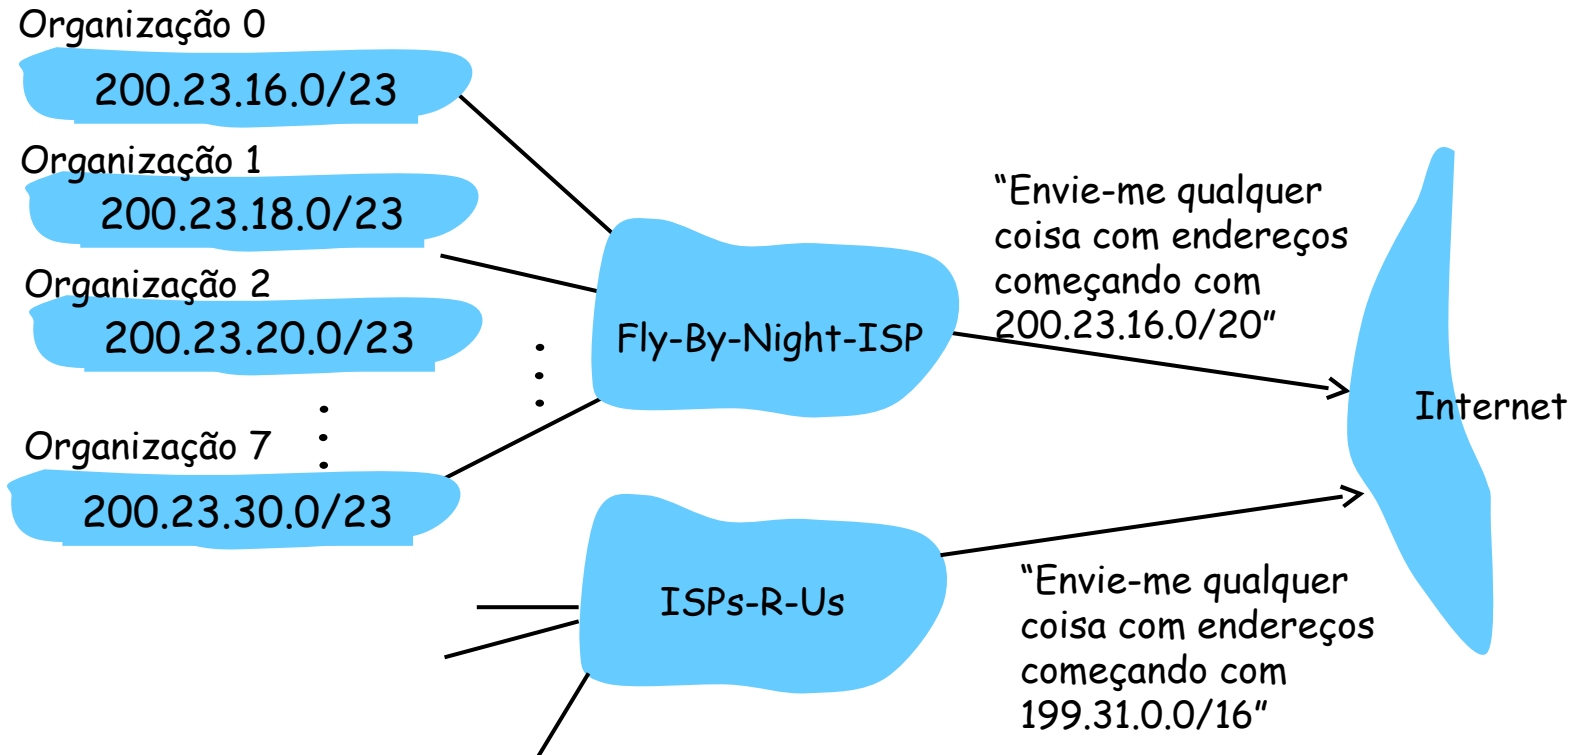 Organização 0
200.23.16.0/23
Organização 1
200.23.18.0/23
Organização 2
200.23.20.0/23
Organização 7
200.23.30.0/23
Fly-By-Night-ISP
“Envie-me qualquer
coisa com endereços
começando com
200.23.16.0/20”
Internet
ISPs-R-Us
“Envie-me qualquer
coisa com endereços
começando com
199.31.0.0/16”